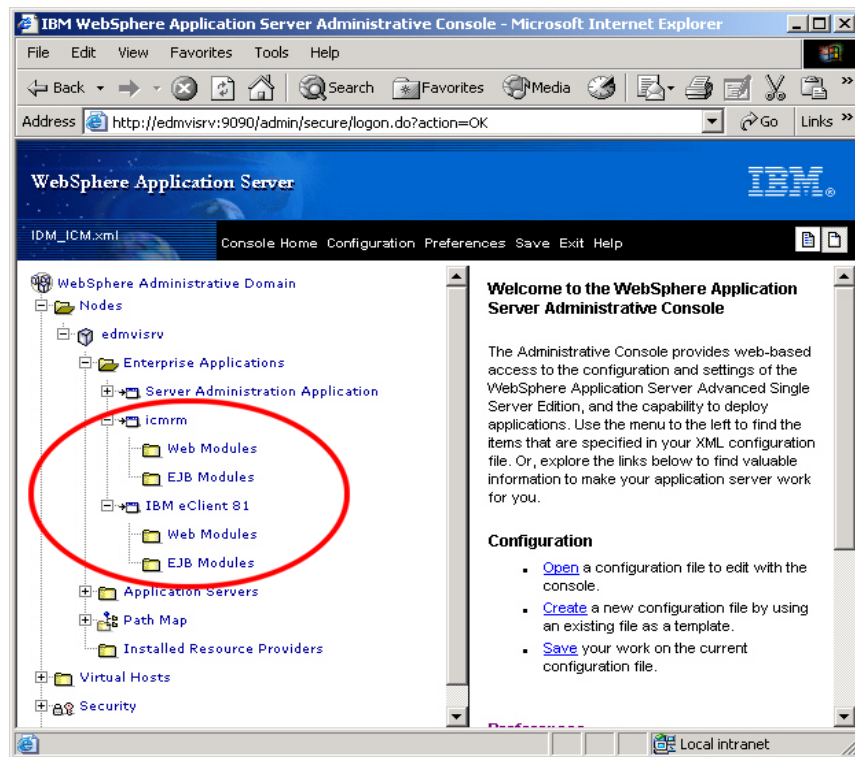 IBM WebSphere Application Server Administrative Console - Microsoft Internet Explorer
File Edit View Favorites Tools Help
Back Search Favorites Media »
Address http://edmvisrv:9090/admin/secure/logon.do?action=OK Go Links »
WebSphere Application Server IBM®
IDM_ICM.xml Console Home Configuration Preferences Save Exit Help
WebSphere Administrative Domain
Nodes
edmvisrv
Enterprise Applications
Server Administration Application
icmrm
Web Modules
EJB Modules
IBM eClient 81
Web Modules
EJB Modules
Application Servers
Path Map
Installed Resource Providers
Virtual Hosts
Security
Welcome to the WebSphere Application
Server Administrative Console
The Administrative Console provides web-based
access to the configuration and settings of the
WebSphere Application Server Advanced Single
Server Edition, and the capability to deploy
applications. Use the menu to the left to find the
items that are specified in your XML configuration
file. Or, explore the links below to find valuable
information to make your application server work
for you.
Configuration
Open a configuration file to edit with the
console.
Create a new configuration file by using
an existing file as a template.
Save your work on the current
configuration file.
Local intranet